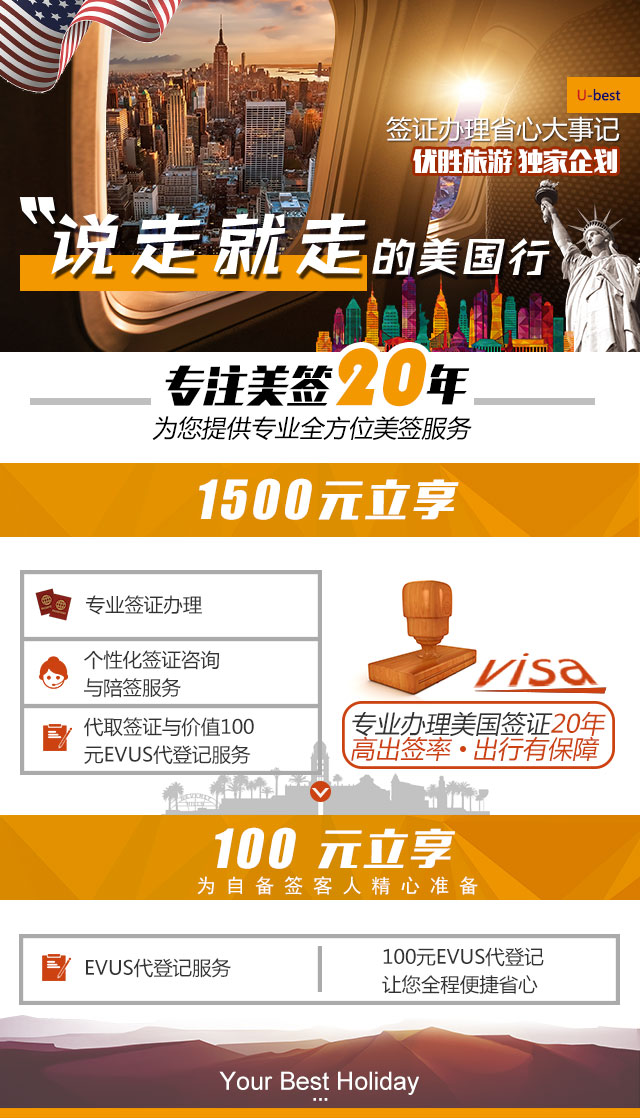 U-best
签证办理省心大事记
优胜旅游 独家企划
"说走就走的美国行
专注美签20年
为您提供专业全方位美签服务
1500元立享
专业签证办理
个性化签证咨询
与陪签服务
代取签证与价值100
元EVUS代登记服务
visa
专业办理美国签证20年
高出签率·出行有保障
100 元立享
为自备签客人精心准备
EVUS代登记服务
100元EVUS代登记
让您全程便捷省心
Your Best Holiday
...